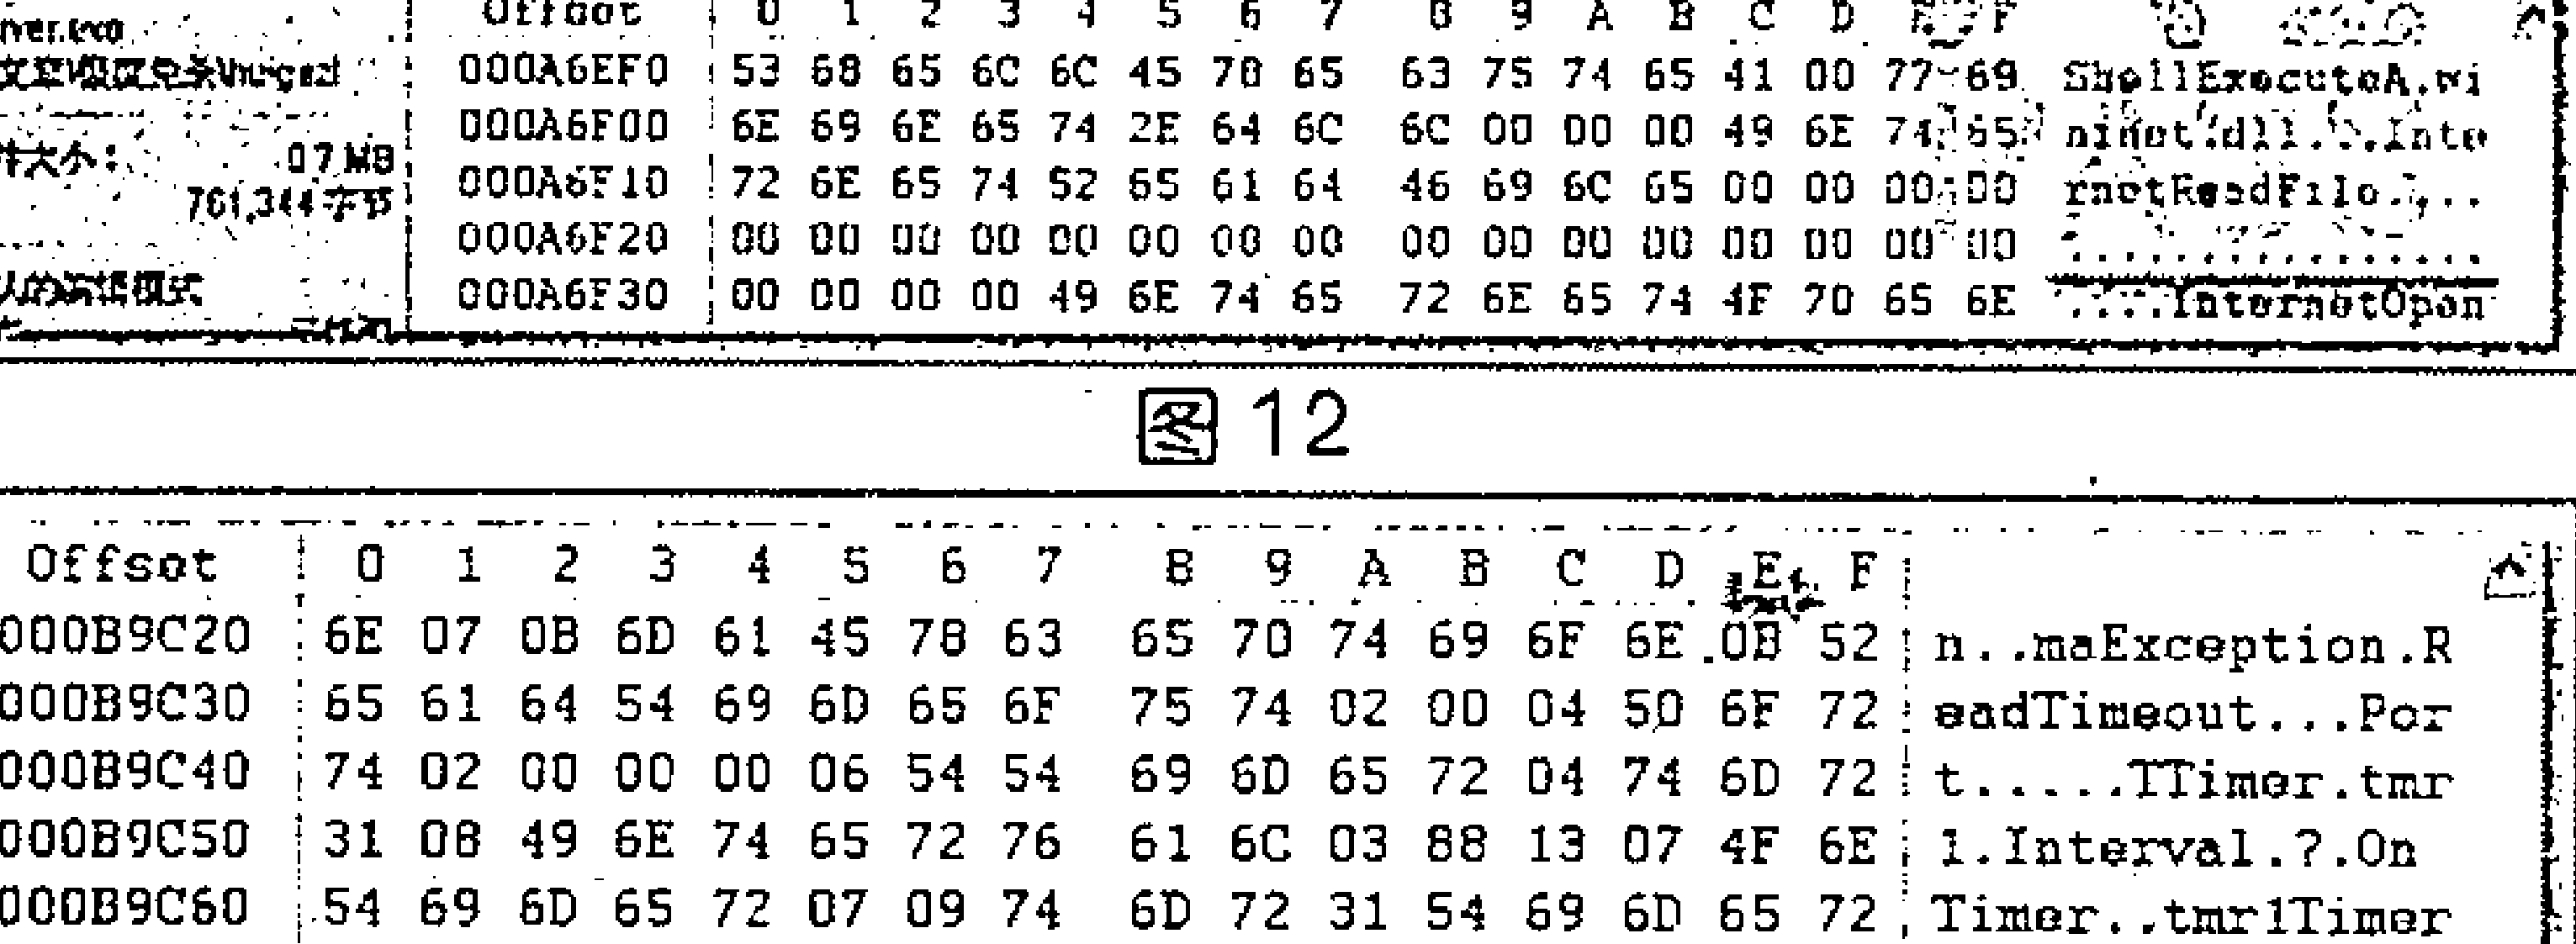 Offset 0 1 2 3 4 5 6 7 8 9 A B C D E F
000A6EF0 53 68 65 6C 6C 45 78 65 63 75 74 65 41 00 77 69 ShellExecuteA.wi
000A6F00 6E 69 6E 65 74 2E 64 6C 6C 00 00 00 49 6E 74 65 ninet.dll...Inte
件大小: 0.7 MB
000A6F10 72 6E 65 74 52 65 61 64 46 69 6C 65 00 00 00 00 rnetReadFile....
761,344 字节
000A6F20 00 00 00 00 00 00 00 00 00 00 00 00 00 00 00 00 ................
000A6F30 00 00 00 00 49 6E 74 65 72 6E 65 74 4F 70 65 6E ....InternetOpen
图 12
Offset 0 1 2 3 4 5 6 7 8 9 A B C D E F
000B9C20 6E 07 0B 6D 61 45 78 63 65 70 74 69 6F 6E 0B 52 n..maException.R
000B9C30 65 61 64 54 69 6D 65 6F 75 74 02 00 04 50 6F 72 eadTimeout...Por
000B9C40 74 02 00 00 00 06 54 54 69 6D 65 72 04 74 6D 72 t.....TTimer.tmr
000B9C50 31 08 49 6E 74 65 72 76 61 6C 03 88 13 07 4F 6E 1.Interval.?.On
000B9C60 54 69 6D 65 72 07 09 74 6D 72 31 54 69 6D 65 72 Timer..tmr1Timer